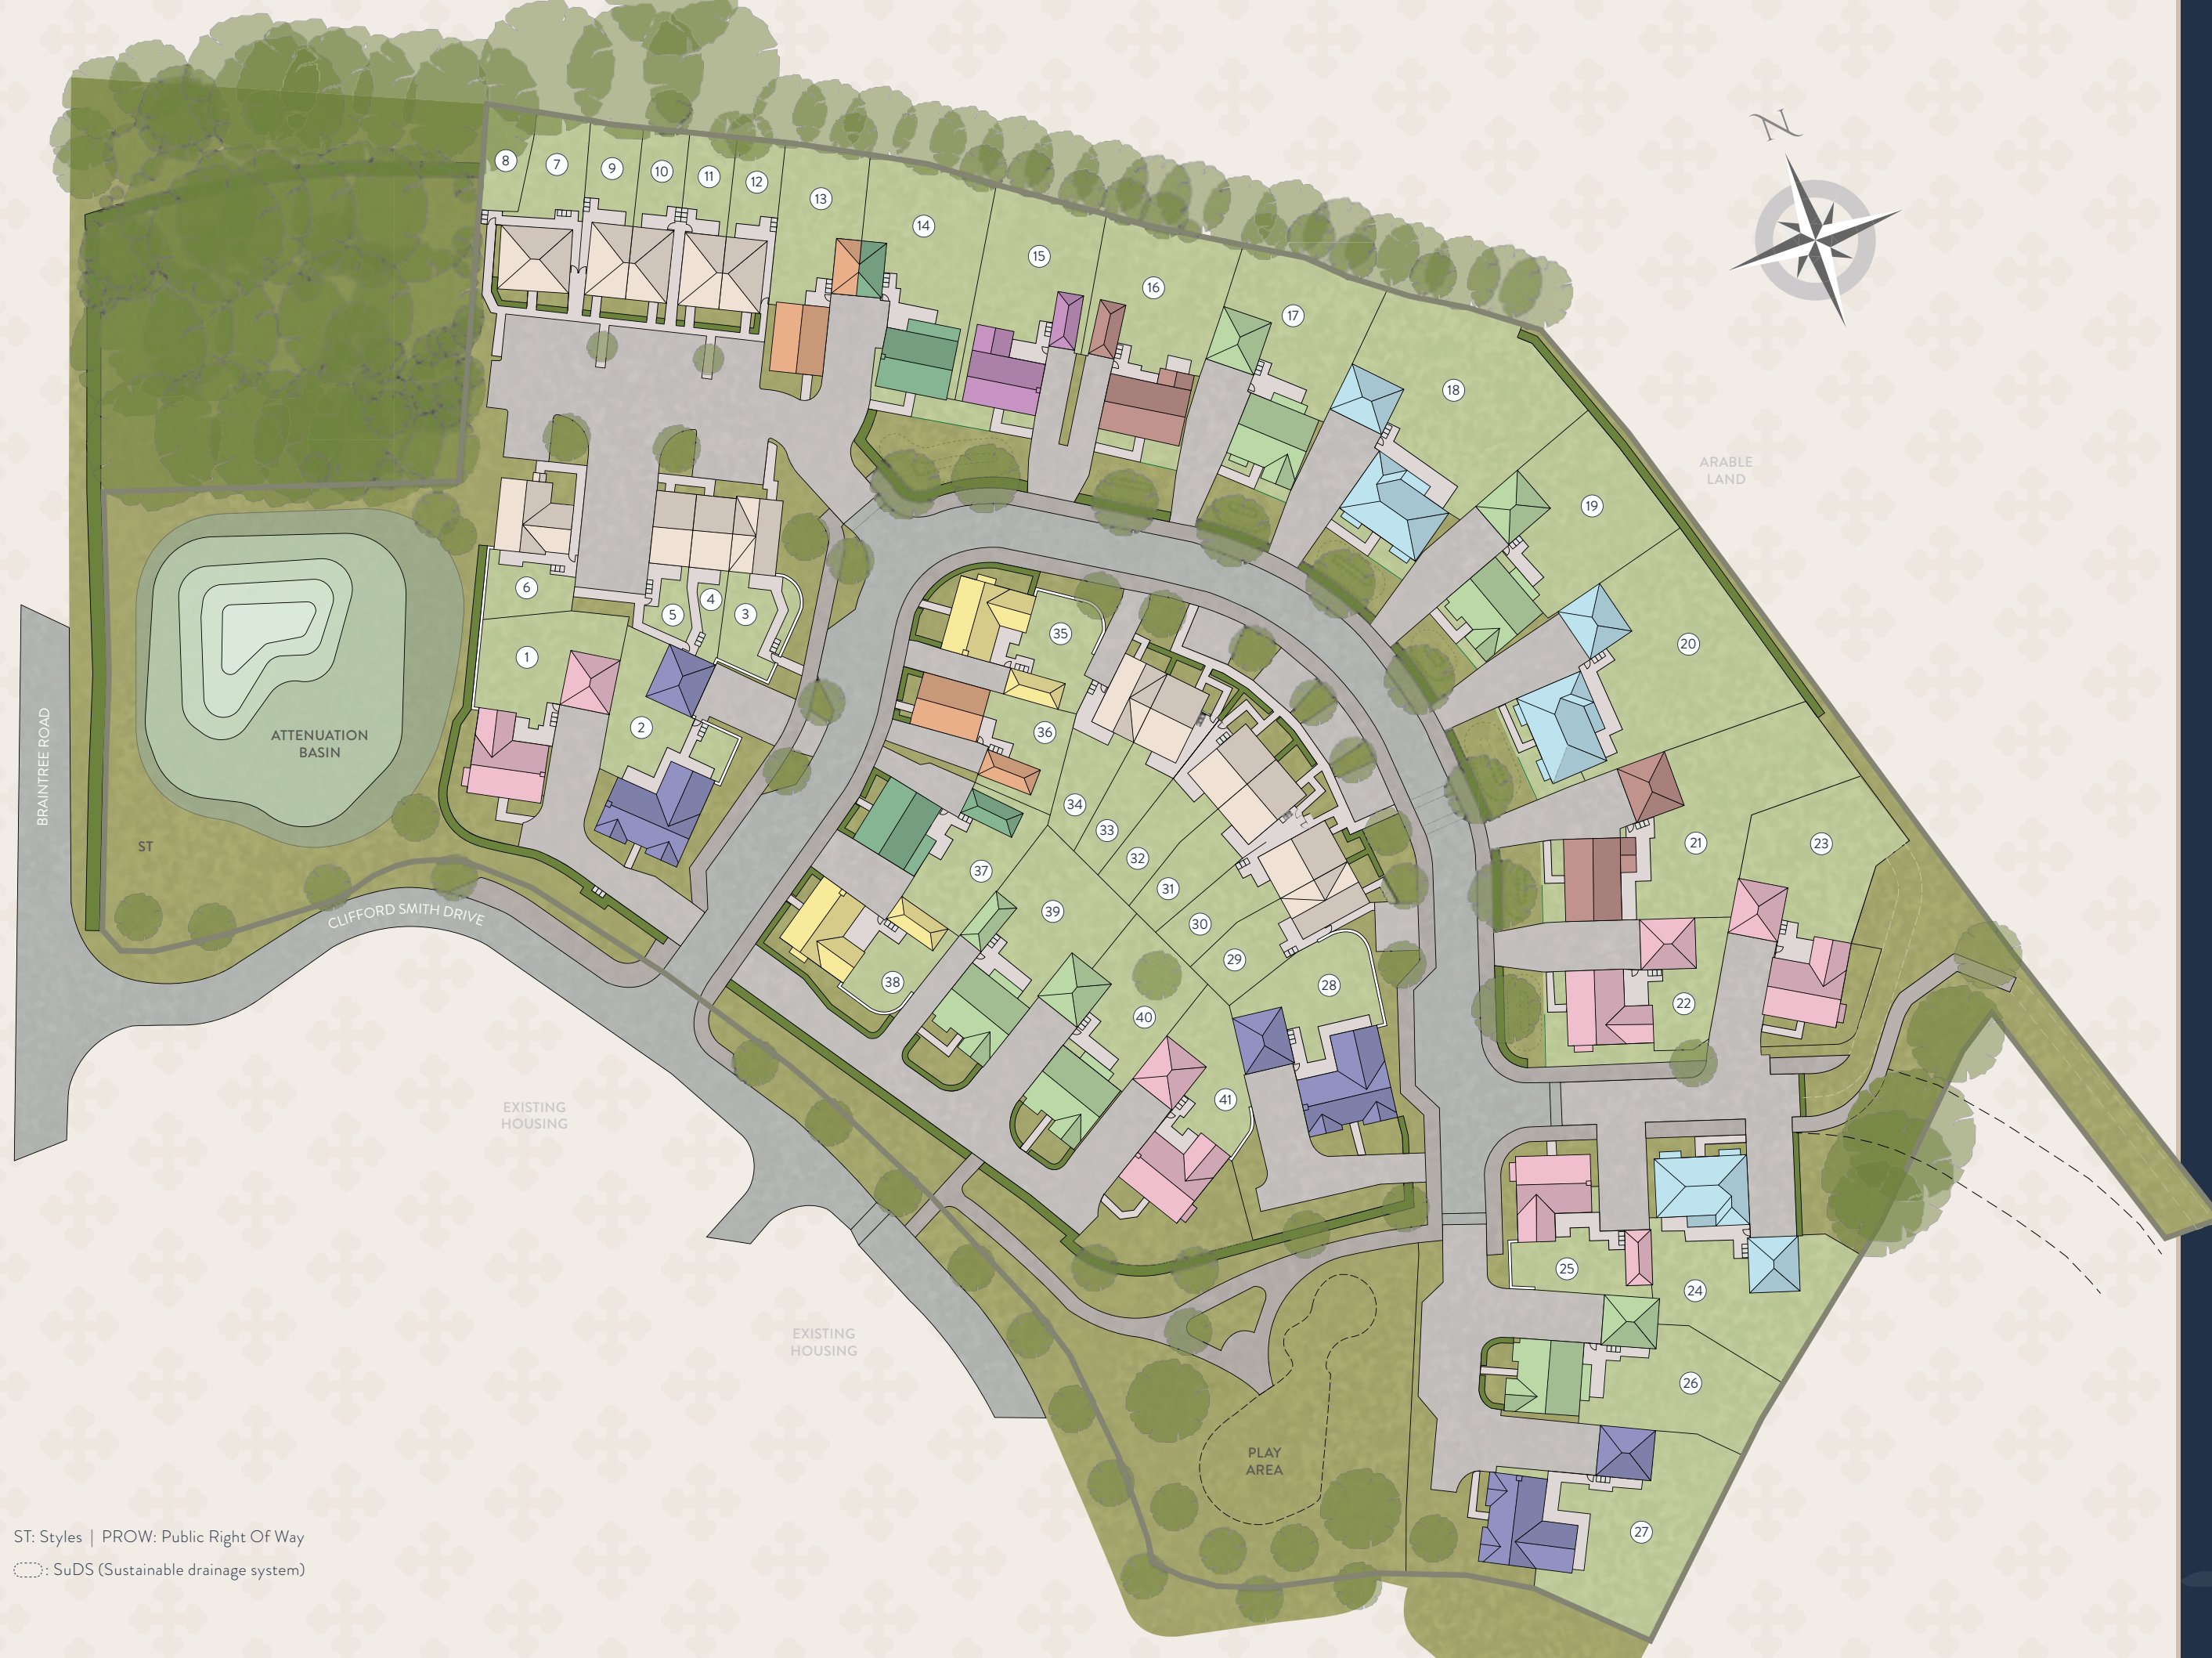 N
8
7
9
10
11
12
13
14
15
16
17
18
19
20
21
23
22
6
5
4
3
1
2
35
36
34
33
32
31
30
29
28
37
39
38
40
41
25
24
26
27
ARABLE
LAND
BRAINTREE ROAD
ATTENUATION
BASIN
ST
CLIFFORD SMITH DRIVE
EXISTING
HOUSING
EXISTING
HOUSING
PLAY
AREA
ST: Styles | PROW: Public Right Of Way
: SuDS (Sustainable drainage system)